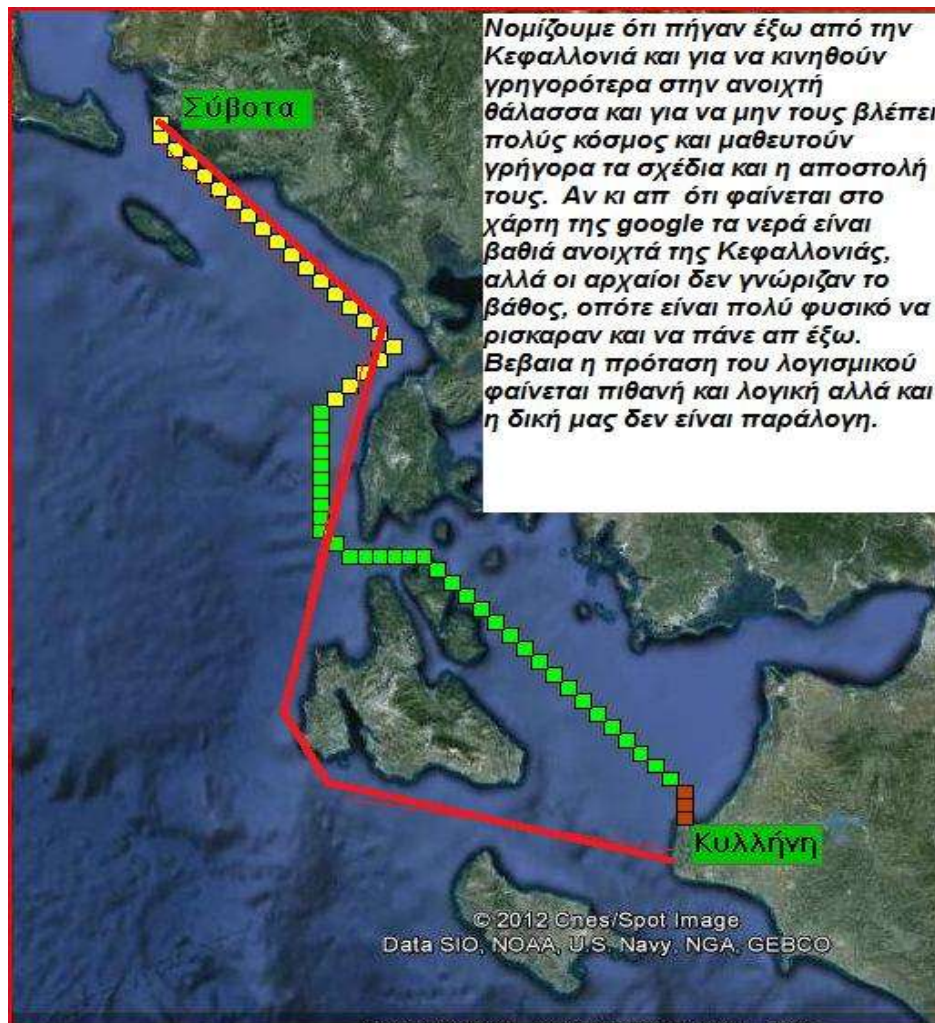 Νομίζουμε ότι πήγαν έξω από την
Κεφαλλονιά και για να κινηθούν
γρηγορότερα στην ανοιχτή
θάλασσα και για να μην τους βλέπει
πολύς κόσμος και μαθευτούν
γρήγορα τα σχέδια και η αποστολή
τους. Αν κι απ ότι φαίνεται στο
χάρτη της google τα νερά είναι
βαθιά ανοιχτά της Κεφαλλονιάς,
αλλά οι αρχαίοι δεν γνώριζαν το
βάθος, οπότε είναι πολύ φυσικό να
ρισκαραν και να πάνε απ έξω.
Βεβαια η πρόταση του λογισμικού
φαίνεται πιθανή και λογική αλλά και
η δική μας δεν είναι παράλογη.
Σύβοτα
Κυλλήνη
© 2012 Cnes/Spot Image
Data SIO, NOAA, U.S. Navy, NGA, GEBCO